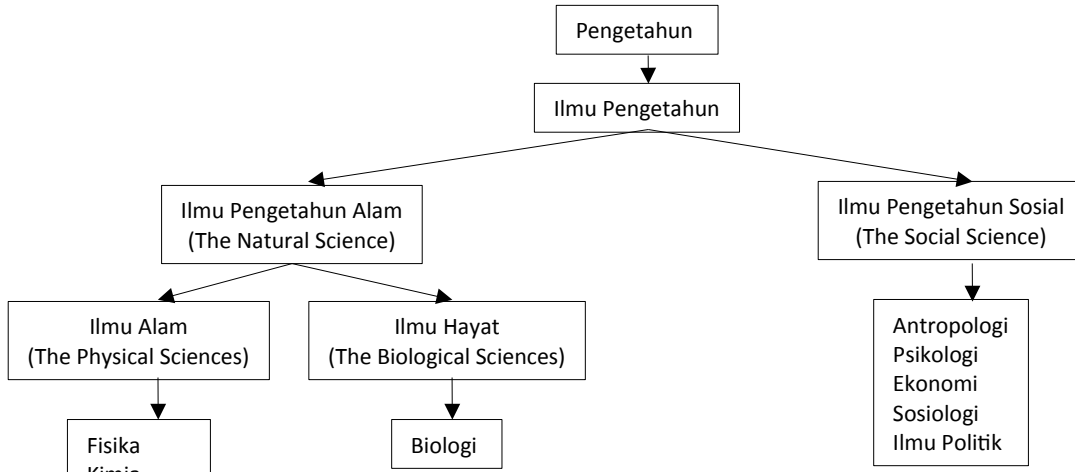 Pengetahun
Ilmu Pengetahun
Ilmu Pengetahun Alam
(The Natural Science)
Ilmu Pengetahun Sosial
(The Social Science)
Ilmu Alam
(The Physical Sciences)
Ilmu Hayat
(The Biological Sciences)
Antropologi
Psikologi
Ekonomi
Sosiologi
Ilmu Politik
Fisika
Biologi